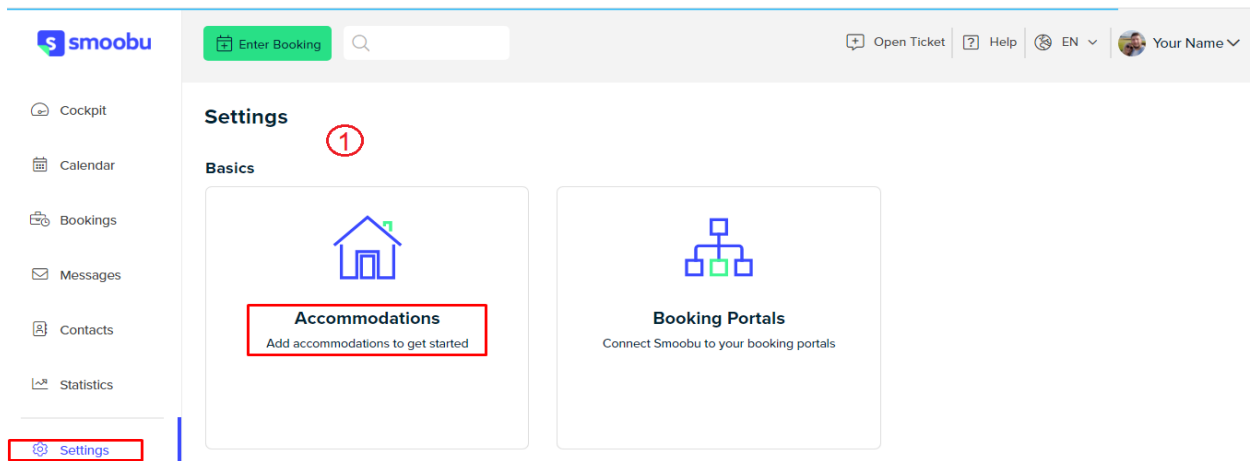 smoobu
Enter Booking
Open Ticket
? Help
EN
Your Name
Cockpit
Calendar
Bookings
Messages
Contacts
Statistics
Settings
Settings
1
Basics
Accommodations
Add accommodations to get started
Booking Portals
Connect Smoobu to your booking portals